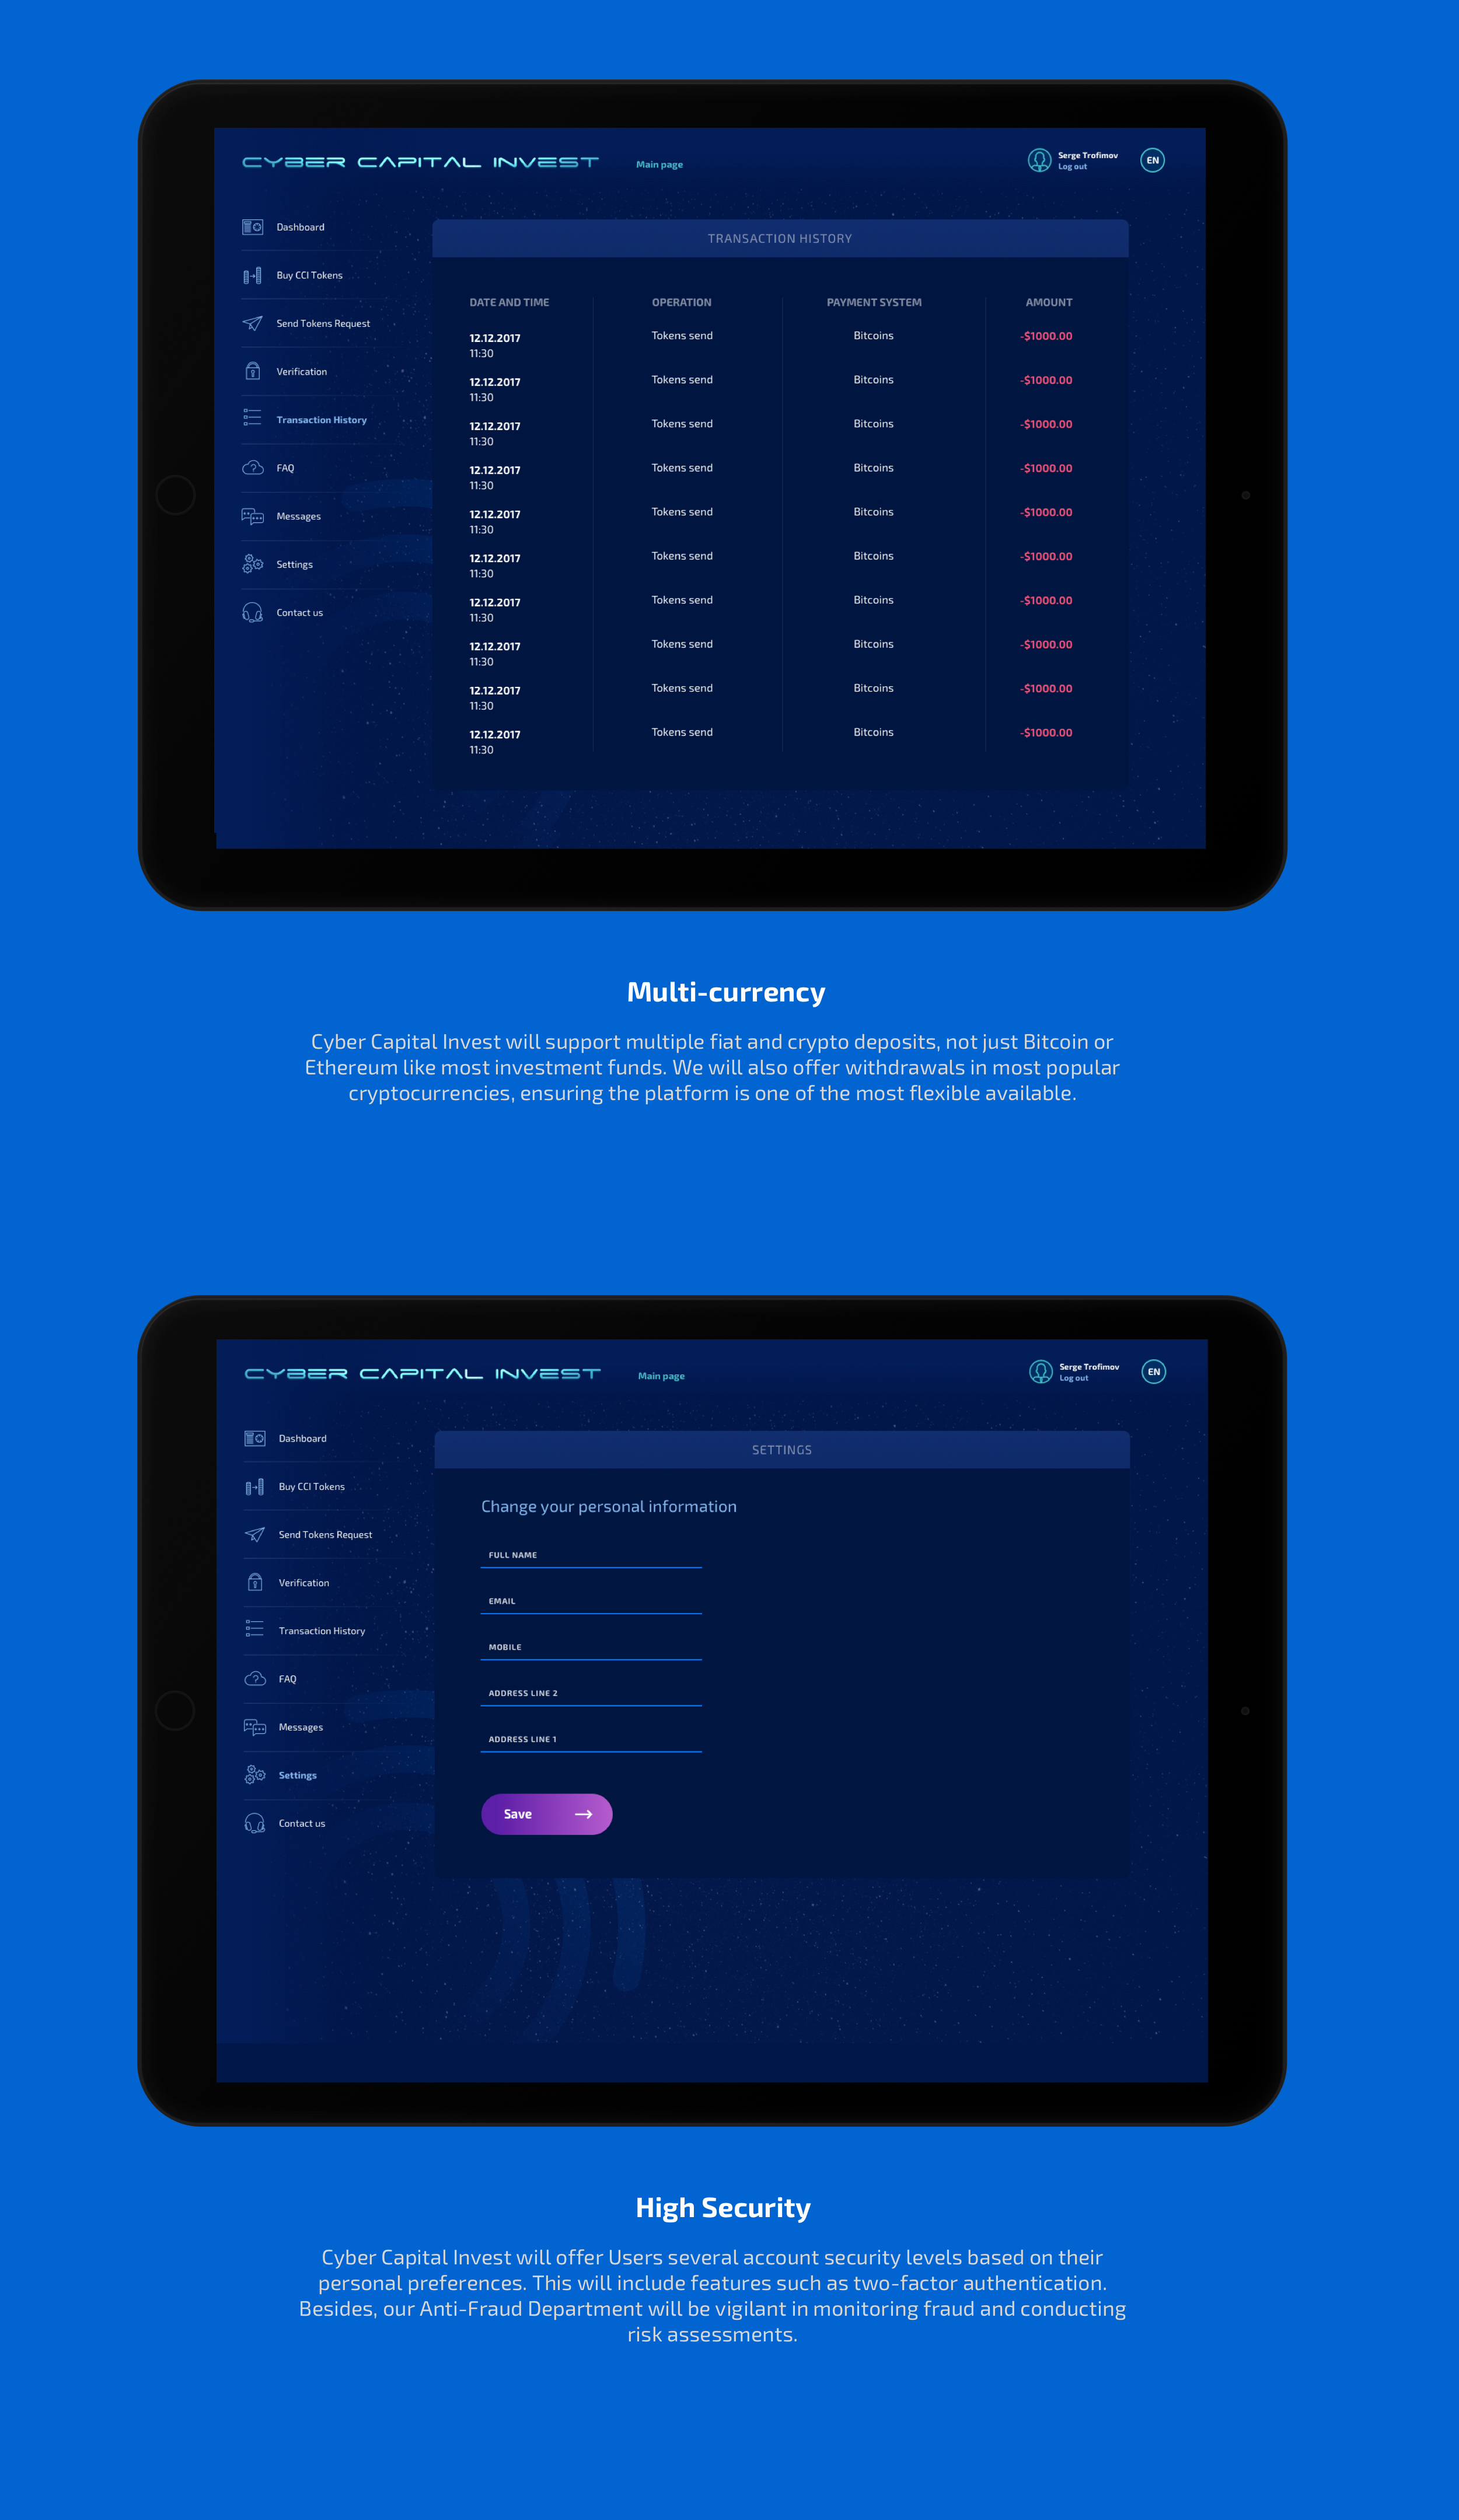 CYBER CAPITAL INVEST Main page Serge Trofimov
Log out
EN
Dashboard
Buy CCI Tokens
Send Tokens Request
Verification
Transaction History
FAQ
Messages
Settings
Contact us
TRANSACTION HISTORY
DATE AND TIME OPERATION PAYMENT SYSTEM AMOUNT
12.12.2017 Tokens send Bitcoins -$1000.00
11:30
12.12.2017 Tokens send Bitcoins -$1000.00
11:30
12.12.2017 Tokens send Bitcoins -$1000.00
11:30
12.12.2017 Tokens send Bitcoins -$1000.00
11:30
12.12.2017 Tokens send Bitcoins -$1000.00
11:30
12.12.2017 Tokens send Bitcoins -$1000.00
11:30
12.12.2017 Tokens send Bitcoins -$1000.00
11:30
12.12.2017 Tokens send Bitcoins -$1000.00
11:30
12.12.2017 Tokens send Bitcoins -$1000.00
11:30
12.12.2017 Tokens send Bitcoins -$1000.00
11:30
Multi-currency
Cyber Capital Invest will support multiple fiat and crypto deposits, not just Bitcoin or
Ethereum like most investment funds. We will also offer withdrawals in most popular
cryptocurrencies, ensuring the platform is one of the most flexible available.
CYBER CAPITAL INVEST Main page Serge Trofimov
Log out
EN
Dashboard
Buy CCI Tokens
Send Tokens Request
Verification
Transaction History
FAQ
Messages
Settings
Contact us
SETTINGS
Change your personal information
FULL NAME
EMAIL
MOBILE
ADDRESS LINE 2
ADDRESS LINE 1
Save
High Security
Cyber Capital Invest will offer Users several account security levels based on their
personal preferences. This will include features such as two-factor authentication.
Besides, our Anti-Fraud Department will be vigilant in monitoring fraud and conducting
risk assessments.